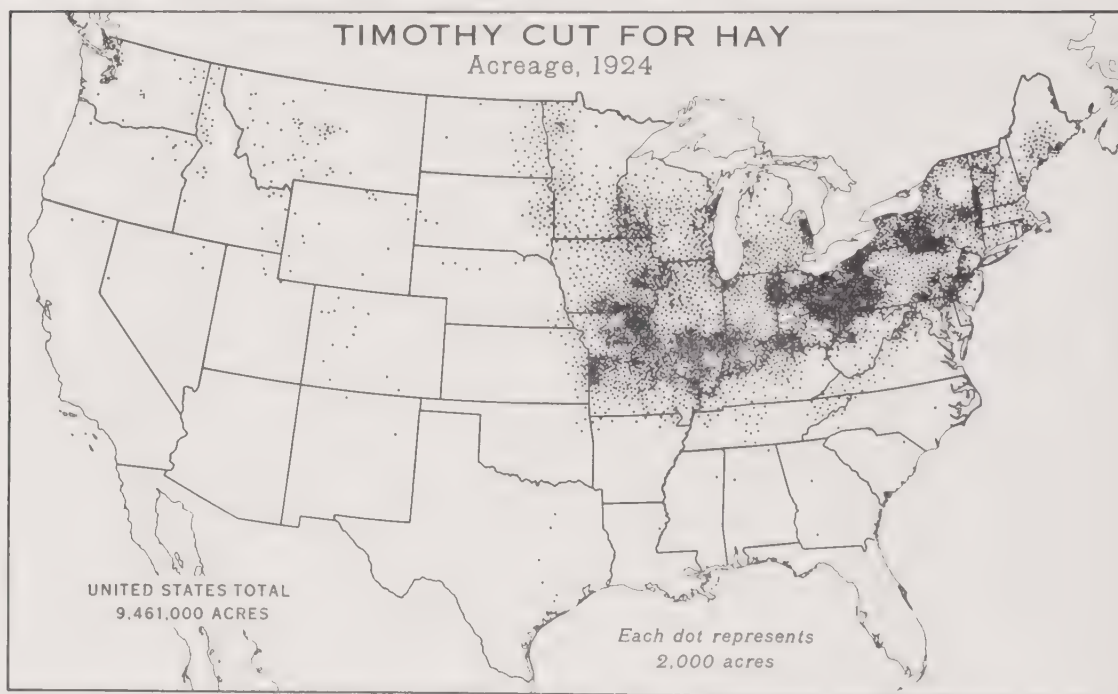 TIMOTHY CUT FOR HAY
Acreage, 1924
UNITED STATES TOTAL
9,461,000 ACRES
Each dot represents
2,000 acres